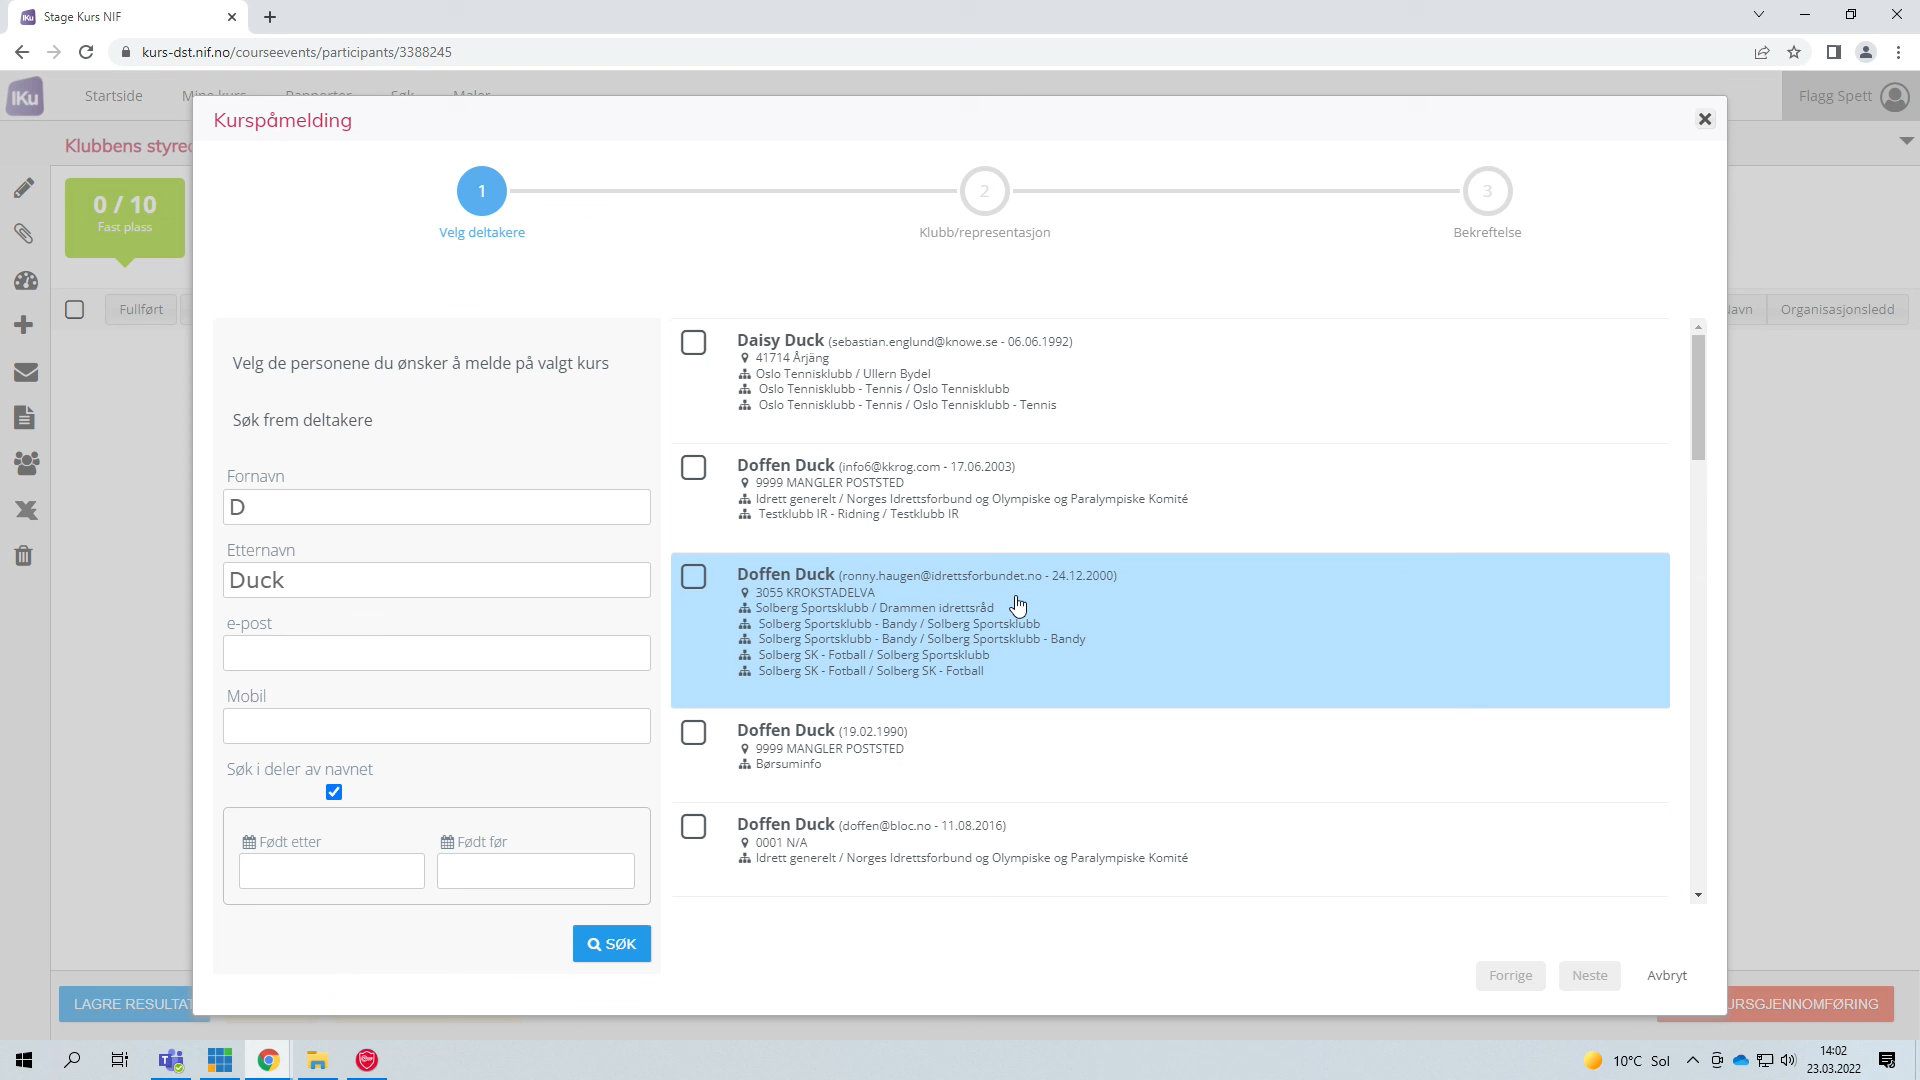 Stage Kurs NIF
kurs-dst.nif.no/courseevents/participants/3388245
IKu
Startside
Flagg Spett
Kurspåmelding
Klubbens styre
0 / 10
Fast plass
1
2
3
Velg deltakere
Klubb/representasjon
Bekreftelse
Fullført
Navn
Organisasjonsledd
Velg de personene du ønsker å melde på valgt kurs
Søk frem deltakere
Fornavn
D
Etternavn
Duck
e-post
Mobil
Søk i deler av navnet
Født etter
Født før
SØK
Daisy Duck (sebastian.englund@knowe.se - 06.06.1992)
41714 Årjäng
Oslo Tennisklubb / Ullern Bydel
Oslo Tennisklubb - Tennis / Oslo Tennisklubb
Oslo Tennisklubb - Tennis / Oslo Tennisklubb - Tennis
Doffen Duck (info6@kkrog.com - 17.06.2003)
9999 MANGLER POSTSTED
Idrett generelt / Norges Idrettsforbund og Olympiske og Paralympiske Komité
Testklubb IR - Ridning / Testklubb IR
Doffen Duck (ronny.haugen@idrettsforbundet.no - 24.12.2000)
3055 KROKSTADELVA
Solberg Sportsklubb / Drammen idrettsråd
Solberg Sportsklubb - Bandy / Solberg Sportsklubb
Solberg Sportsklubb - Bandy / Solberg Sportsklubb - Bandy
Solberg SK - Fotball / Solberg Sportsklubb
Solberg SK - Fotball / Solberg SK - Fotball
Doffen Duck (19.02.1990)
9999 MANGLER POSTSTED
Børsuminfo
Doffen Duck (doffen@bloc.no - 11.08.2016)
0001 N/A
Idrett generelt / Norges Idrettsforbund og Olympiske og Paralympiske Komité
Forrige
Neste
Avbryt
LAGRE RESULTAT
URSGJENNOMFØRING
10°C Sol
14:02
23.03.2022